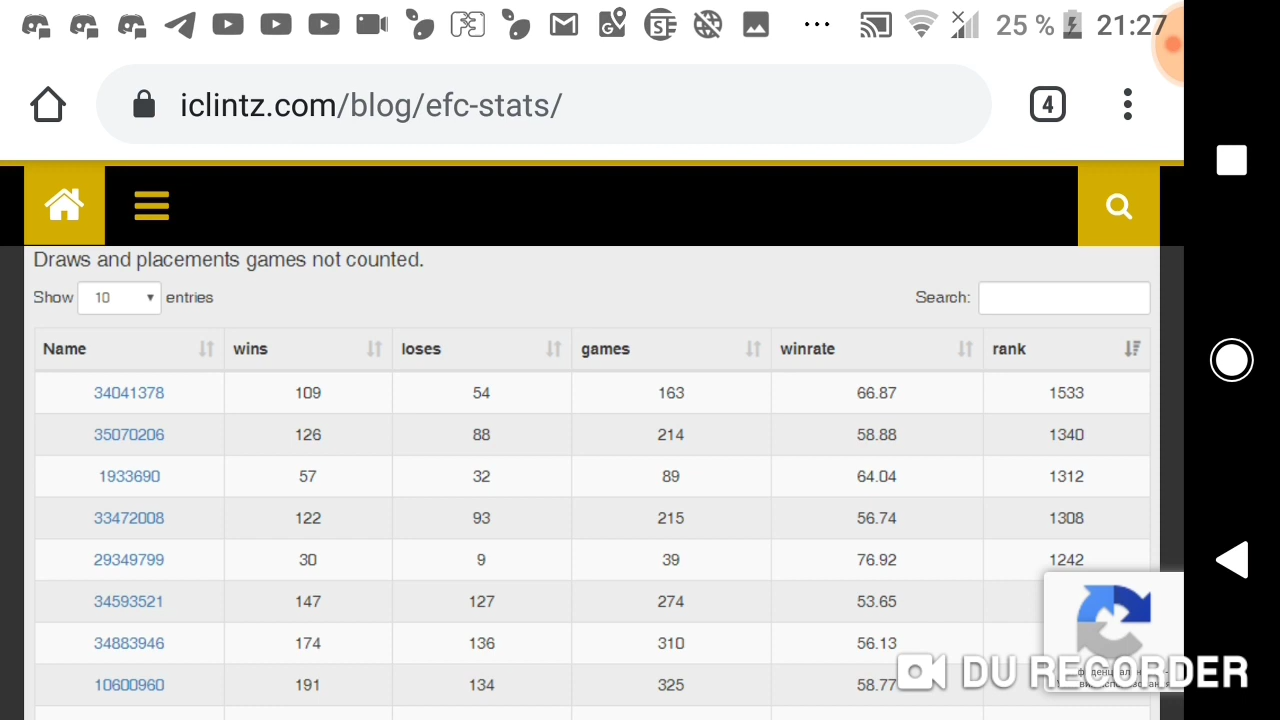 25 % 21:27
iclintz.com/blog/efc-stats/ 4
Draws and placements games not counted.
Show 10 entries Search:
Name wins loses games winrate rank
34041378 109 54 163 66.87 1533
35070206 126 88 214 58.88 1340
1933690 57 32 89 64.04 1312
33472008 122 93 215 56.74 1308
29349799 30 9 39 76.92 1242
34593521 147 127 274 53.65
34883946 174 136 310 56.13
10600960 191 134 325 58.77
DU RECORDER